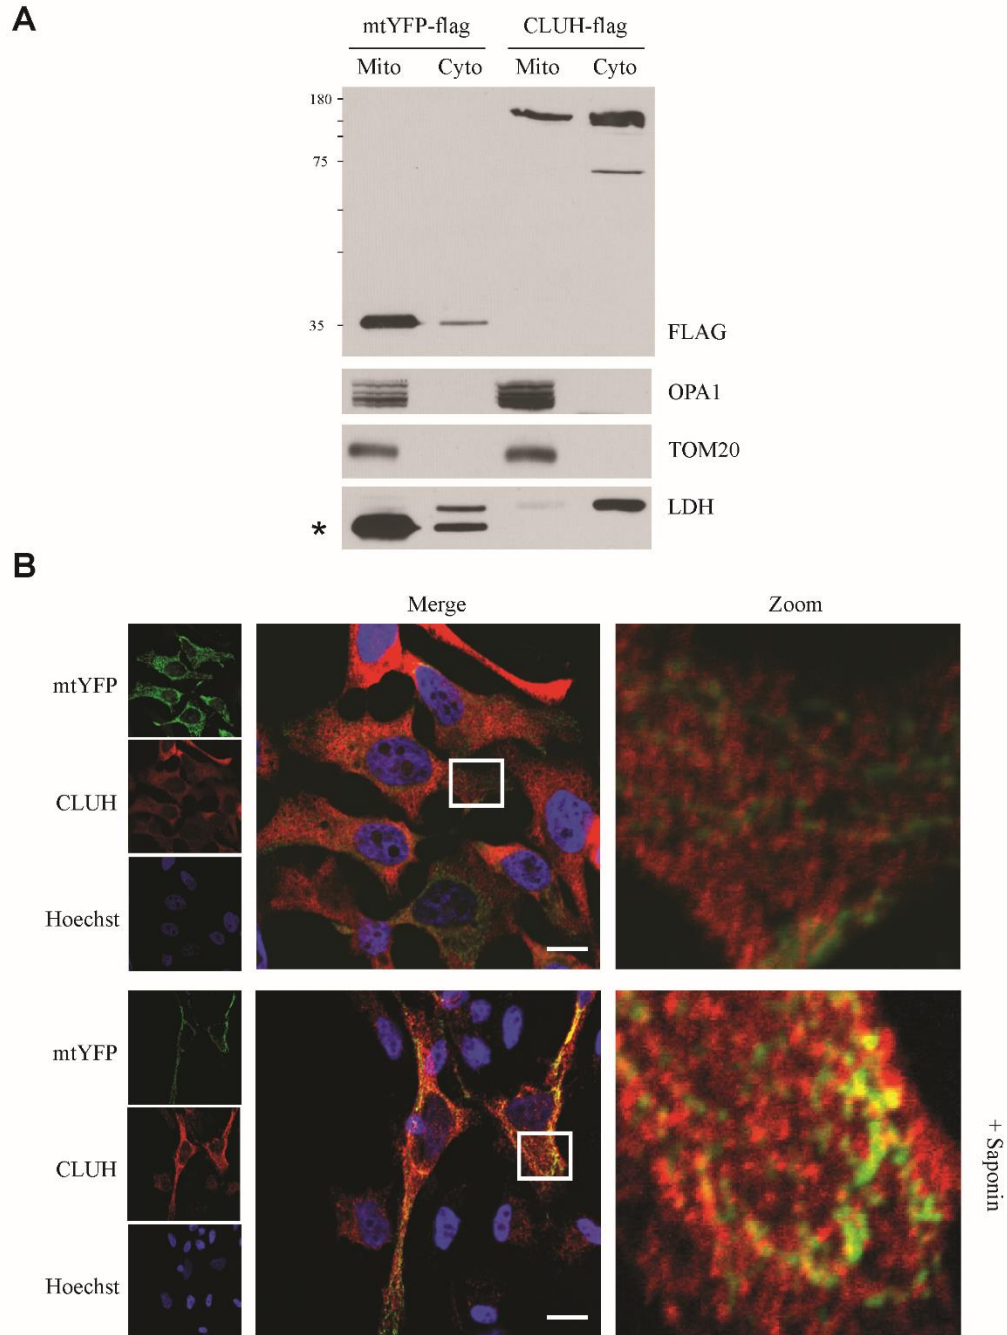 A
mtYFP-flag CLUH-flag
Mito Cyto Mito Cyto
180
75
35
FLAG
OPA1
TOM20
LDH
*
B
Merge Zoom
mtYFP
CLUH
Hoechst
mtYFP
CLUH
Hoechst
+ Saponin